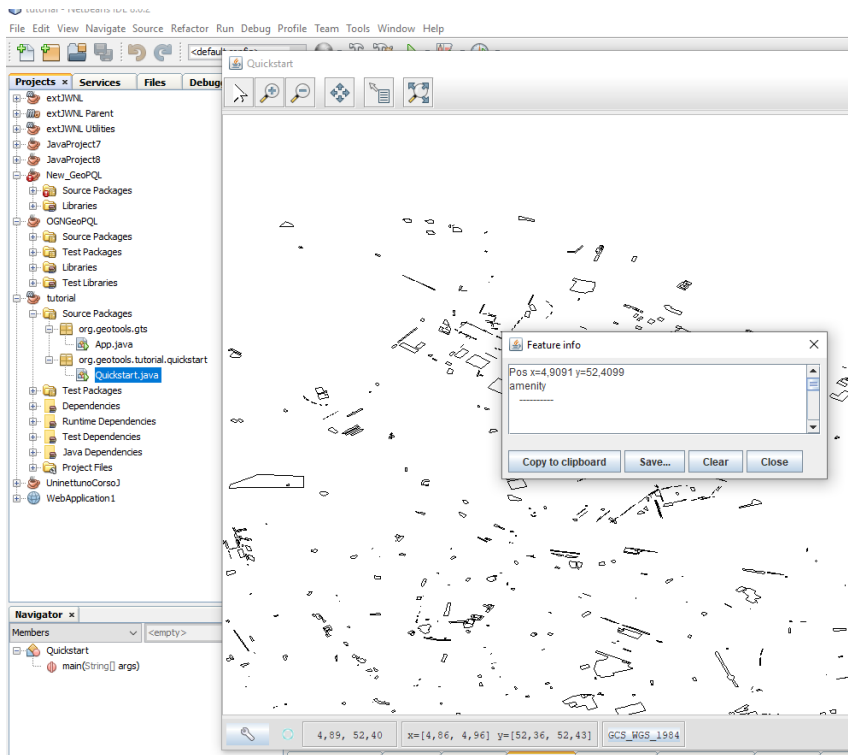 tutorial - NetBeans IDE 8.0.2
File Edit View Navigate Source Refactor Run Debug Profile Team Tools Window Help
<default config>
Projects × Services Files Debug
extJWNL
extJWNL Parent
extJWNL Utilities
JavaProject7
JavaProject8
New_GeoPQL
Source Packages
Libraries
OGNGeoPQL
Source Packages
Test Packages
Libraries
Test Libraries
tutorial
Source Packages
org.geotools.gts
App.java
org.geotools.tutorial.quickstart
Quickstart.java
Test Packages
Dependencies
Runtime Dependencies
Test Dependencies
Java Dependencies
Project Files
UninettunoCorsoJ
WebApplication1
Navigator ×
Members <empty>
Quickstart
main(String[] args)
Quickstart
Feature info
Pos x=4,9091 y=52,4099
amenity
----------
Copy to clipboard Save... Clear Close
4,89, 52,40 x=[4,86, 4,96] y=[52,36, 52,43] GCS_WGS_1984